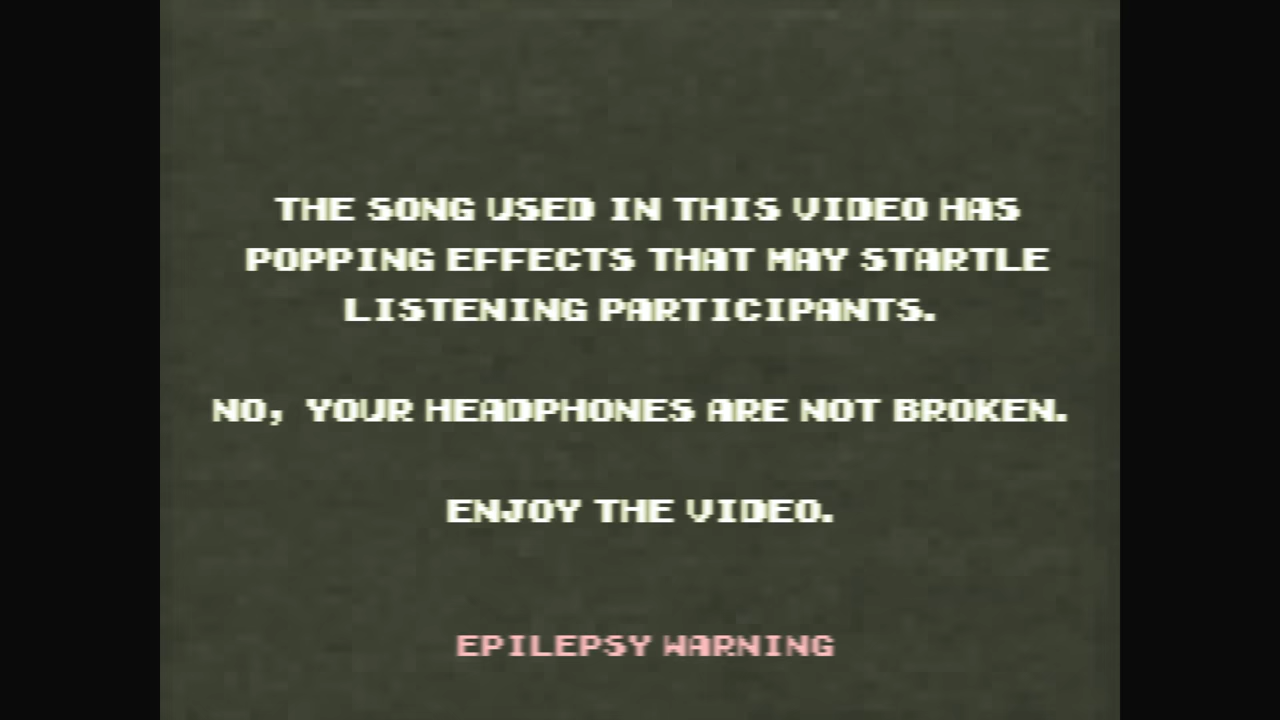 THE SONG USED IN THIS VIDEO HAS
POPPING EFFECTS THAT MAY STARTLE
LISTENING PARTICIPANTS.
NO, YOUR HEADPHONES ARE NOT BROKEN.
ENJOY THE VIDEO.
EPILEPSY WARNING